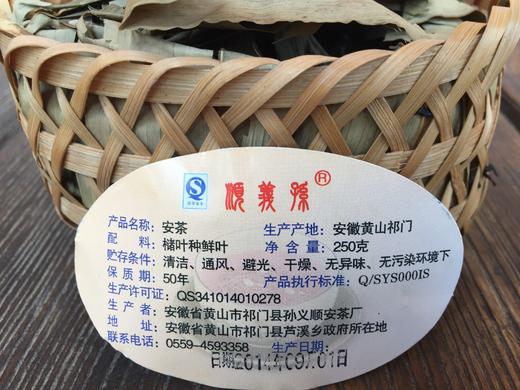 順義孫®
产品名称:安茶 生产产地:安徽黄山祁门
配 料:槠叶种鲜叶 净 含 量:250克
贮存条件:清洁、通风、避光、干燥、无异味、无污染环境下
保 质 期:50年 产品执行标准:Q/SYS000IS
生产许可证:QS341014010278
生 产 者:安徽省黄山市祁门县孙义顺安茶厂
地 址:安徽省黄山市祁门县芦溪乡政府所在地
联系电话:0559-4593358 生产日期:
日期2014年09月01日